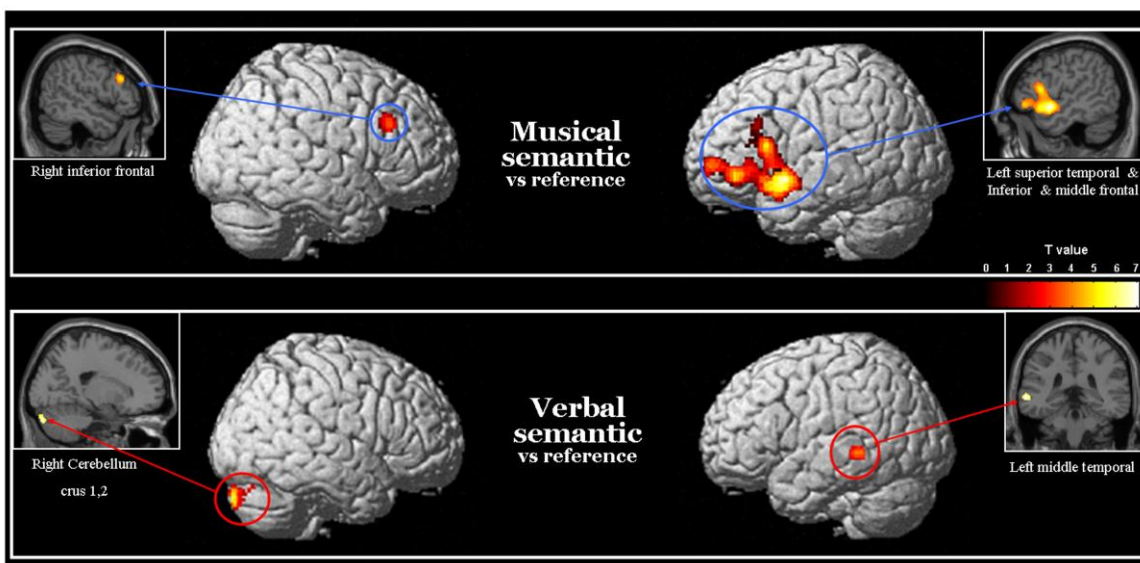 Musical
semantic
vs reference
Right inferior frontal
Left superior temporal &
Inferior & middle frontal
T value
0 1 2 3 4 5 6 7
Verbal
semantic
vs reference
Right Cerebellum
crus 1,2
Left middle temporal